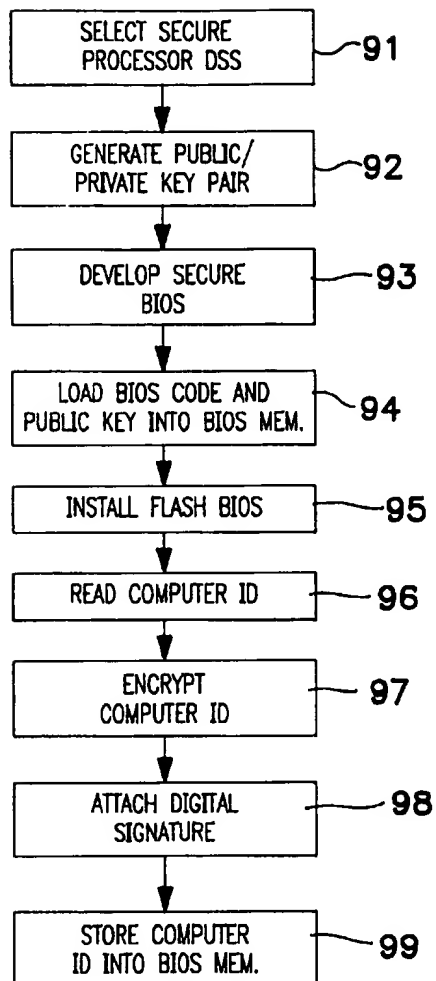 SELECT SECURE
PROCESSOR DSS
91
GENERATE PUBLIC/
PRIVATE KEY PAIR
92
DEVELOP SECURE
BIOS
93
LOAD BIOS CODE AND
PUBLIC KEY INTO BIOS MEM.
94
INSTALL FLASH BIOS
95
READ COMPUTER ID
96
ENCRYPT
COMPUTER ID
97
ATTACH DIGITAL
SIGNATURE
98
STORE COMPUTER
ID INTO BIOS MEM.
99